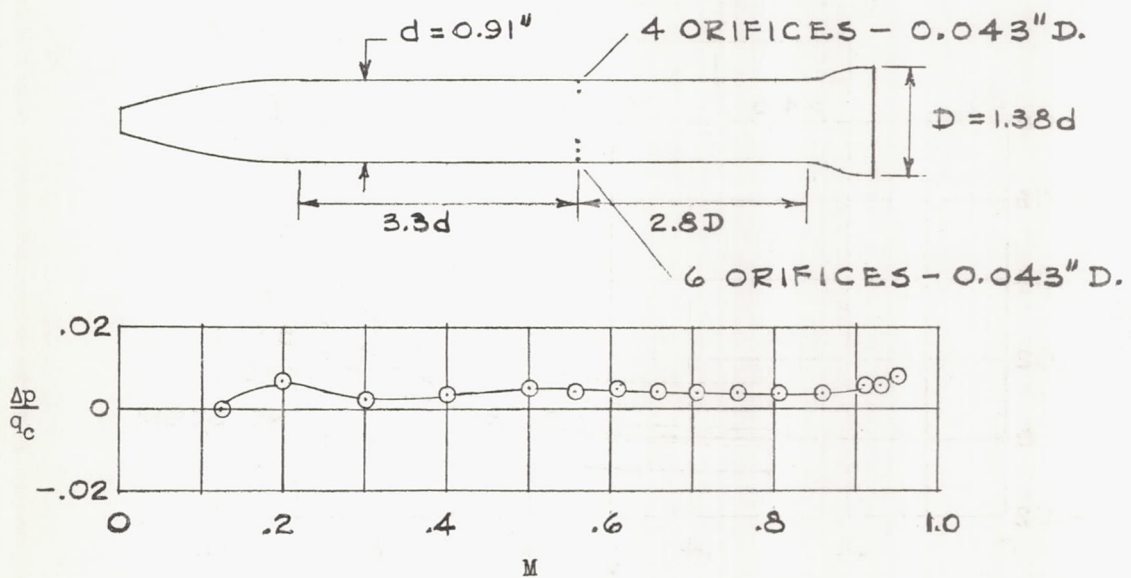 d = 0.91"
4 ORIFICES - 0.043" D.
D = 1.38d
3.3d
2.8D
6 ORIFICES - 0.043" D.
.02
Δp
qc
0
-.02
0 .2 .4 .6 .8 1.0
M